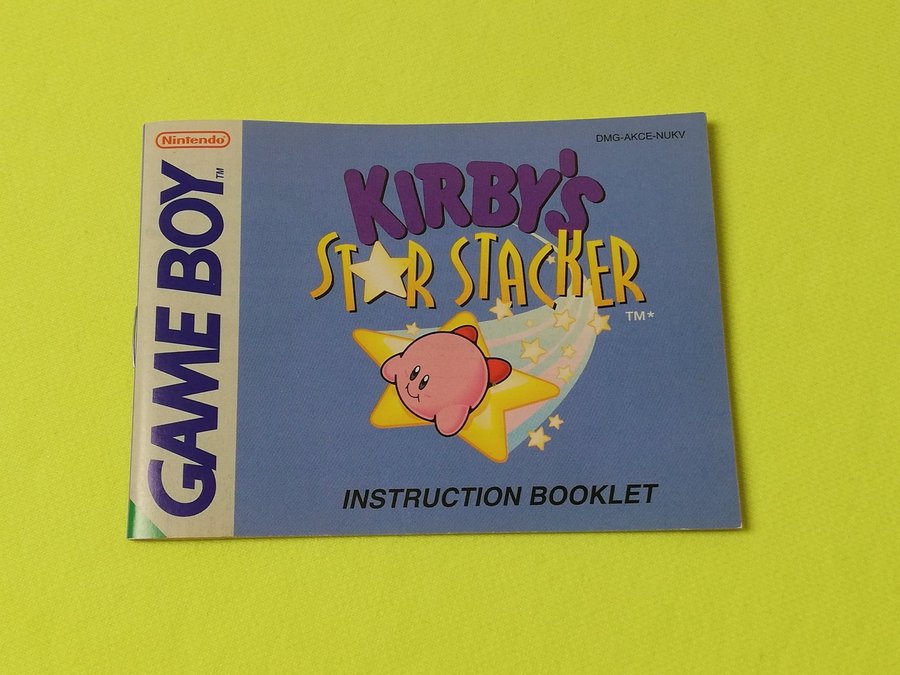 Nintendo®
GAME BOY™
DMG-AKCE-NUKV
KIRBY'S
STAR STACKER
TM*
INSTRUCTION BOOKLET